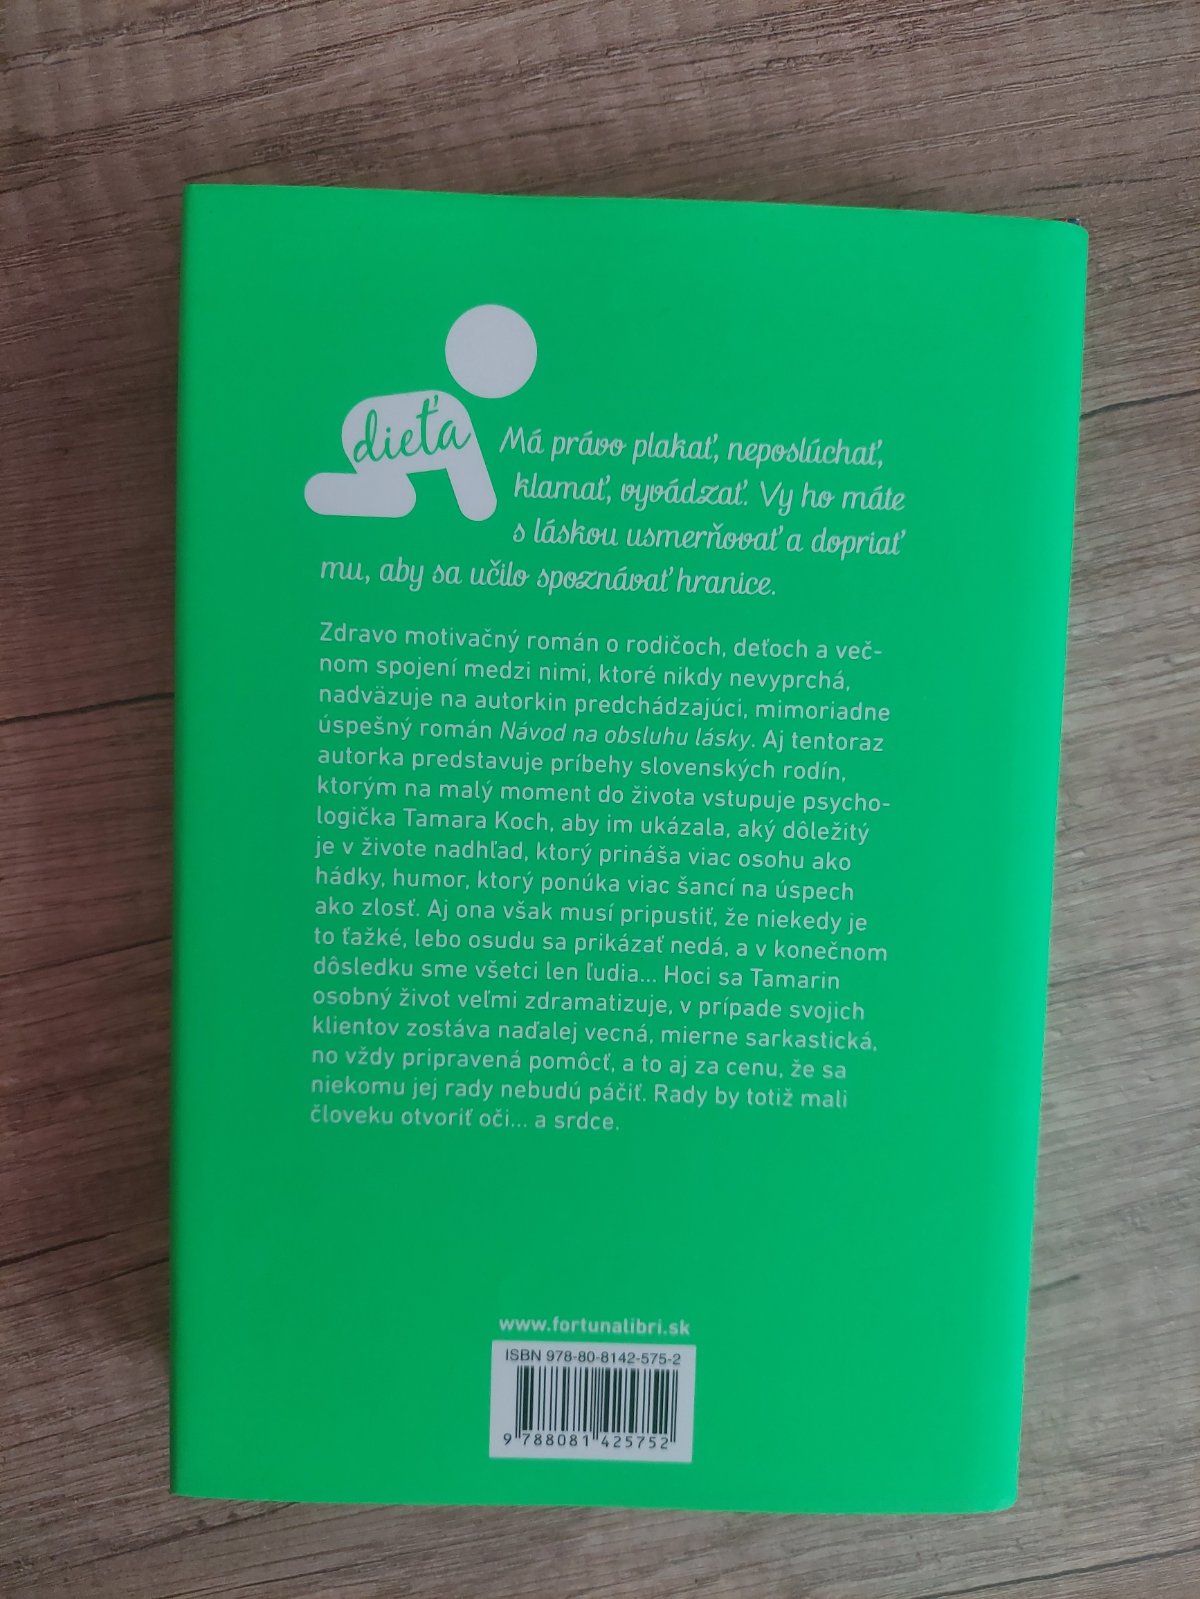 dieťa
Má právo plakať, neposlúchať,
klamať, vyvádzať. Vy ho máte
s láskou usmerňovať a dopriať
mu, aby sa učilo spoznávať hranice.
Zdravo motivačný román o rodičoch, deťoch a več-
nom spojení medzi nimi, ktoré nikdy nevyprchá,
nadväzuje na autorkin predchádzajúci, mimoriadne
úspešný román Návod na obsluhu lásky. Aj tentoraz
autorka predstavuje príbehy slovenských rodín,
ktorým na malý moment do života vstupuje psycho-
logička Tamara Koch, aby im ukázala, aký dôležitý
je v živote nadhľad, ktorý prináša viac osohu ako
hádky, humor, ktorý ponúka viac šancí na úspech
ako zlosť. Aj ona však musí pripustiť, že niekedy je
to ťažké, lebo osudu sa prikázať nedá, a v konečnom
dôsledku sme všetci len ľudia... Hoci sa Tamarin
osobný život veľmi zdramatizuje, v prípade svojich
klientov zostáva naďalej vecná, mierne sarkastická,
no vždy pripravená pomôcť, a to aj za cenu, že sa
niekomu jej rady nebudú páčiť. Rady by totiž mali
človeku otvoriť oči... a srdce.
www.fortunalibri.sk
ISBN 978-80-8142-575-2
9 788081 425752